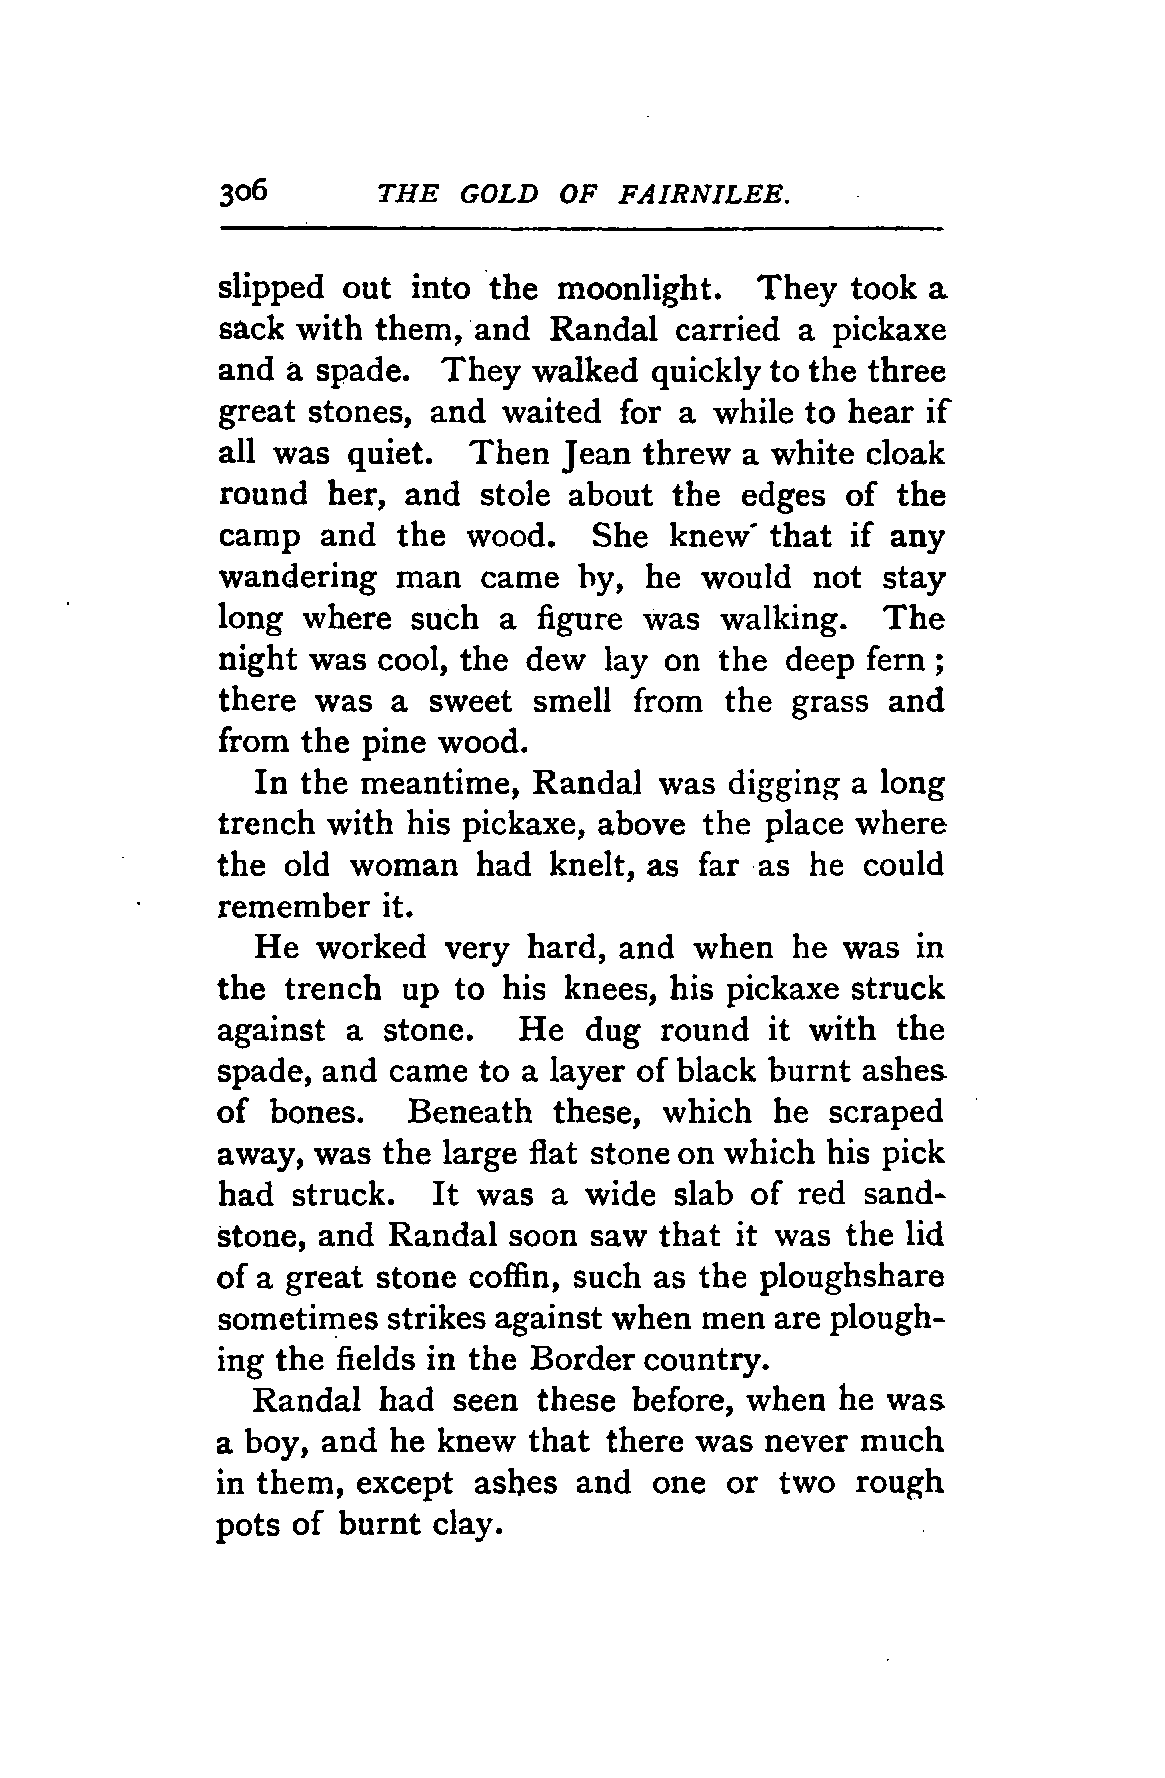 306 THE GOLD OF FAIRNILEE.
slipped out into the moonlight. They took a
sack with them, and Randal carried a pickaxe
and a spade. They walked quickly to the three
great stones, and waited for a while to hear if
all was quiet. Then Jean threw a white cloak
round her, and stole about the edges of the
camp and the wood. She knew that if any
wandering man came by, he would not stay
long where such a figure was walking. The
night was cool, the dew lay on the deep fern ;
there was a sweet smell from the grass and
from the pine wood.
In the meantime, Randal was digging a long
trench with his pickaxe, above the place where
the old woman had knelt, as far as he could
remember it.
He worked very hard, and when he was in
the trench up to his knees, his pickaxe struck
against a stone. He dug round it with the
spade, and came to a layer of black burnt ashes
of bones. Beneath these, which he scraped
away, was the large flat stone on which his pick
had struck. It was a wide slab of red sand-
stone, and Randal soon saw that it was the lid
of a great stone coffin, such as the ploughshare
sometimes strikes against when men are plough-
ing the fields in the Border country.
Randal had seen these before, when he was
a boy, and he knew that there was never much
in them, except ashes and one or two rough
pots of burnt clay.